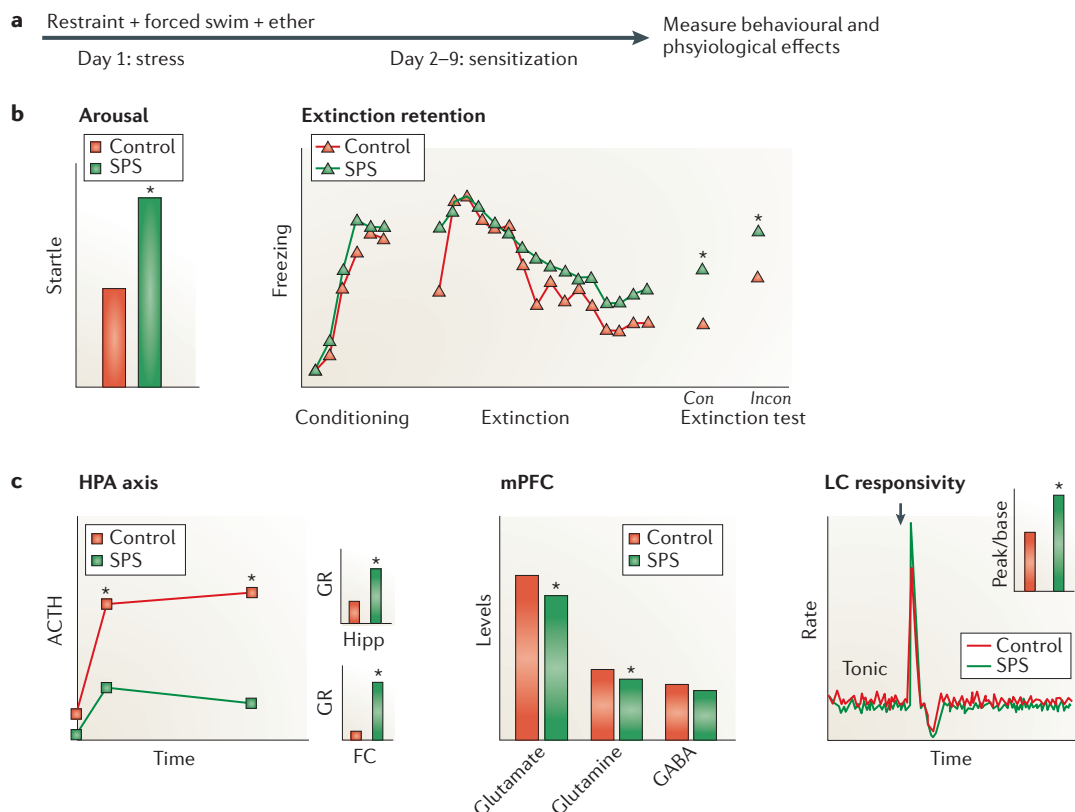 a
Restraint + forced swim + ether
Day 1: stress
Day 2–9: sensitization
Measure behavioural and
phsyiological effects
b
Arousal
Control
SPS
*
Startle
Extinction retention
Control
SPS
Freezing
*
*
Con
Incon
Conditioning
Extinction
Extinction test
c
HPA axis
Control
SPS
*
*
ACTH
Time
GR
*
Hipp
GR
*
FC
mPFC
Control
SPS
Levels
*
*
Glutamate
Glutamine
GABA
LC responsivity
Peak/base
*
Rate
Control
SPS
Tonic
Time